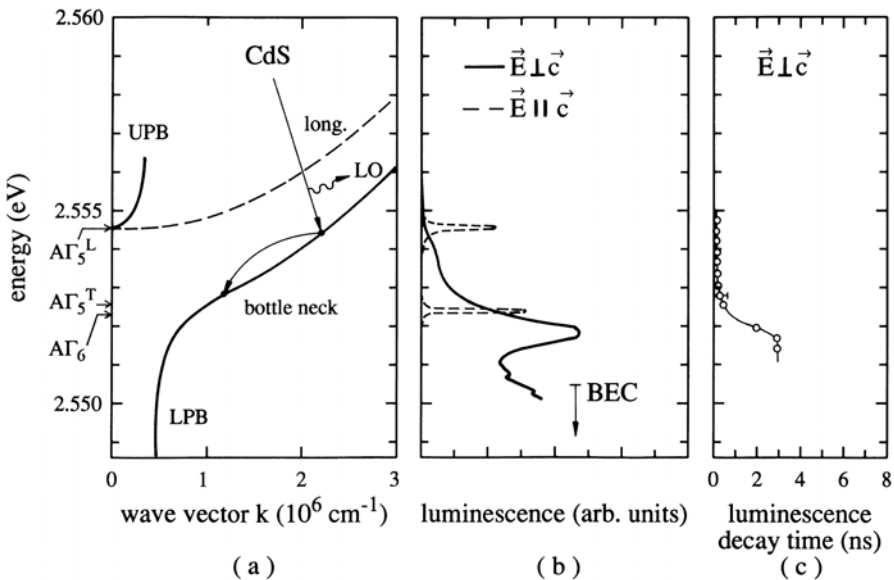 2.560
2.555
2.550
energy (eV)
AΓ₅ᴸ
AΓ₅ᵀ
AΓ₆
CdS
UPB
long.
LO
bottle neck
LPB
0 1 2 3
wave vector k (10⁶ cm⁻¹)
( a )
E⃗ ⊥ c⃗
E⃗ || c⃗
BEC
luminescence (arb. units)
( b )
E⃗ ⊥ c⃗
0 2 4 6 8
luminescence
decay time (ns)
( c )